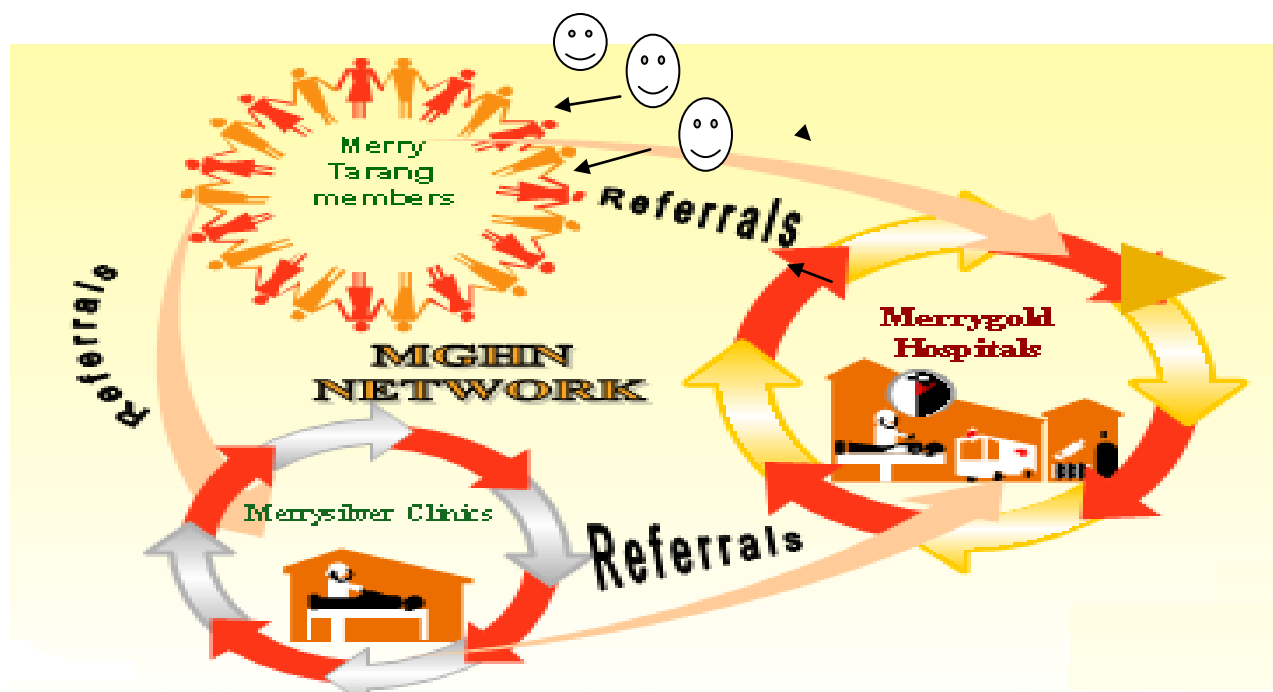 Merry
Tarang
members
Referrals
Referrals
Merrygold
Hospitals
MGHN
NETWORK
Merrysilver Clinics
Referrals